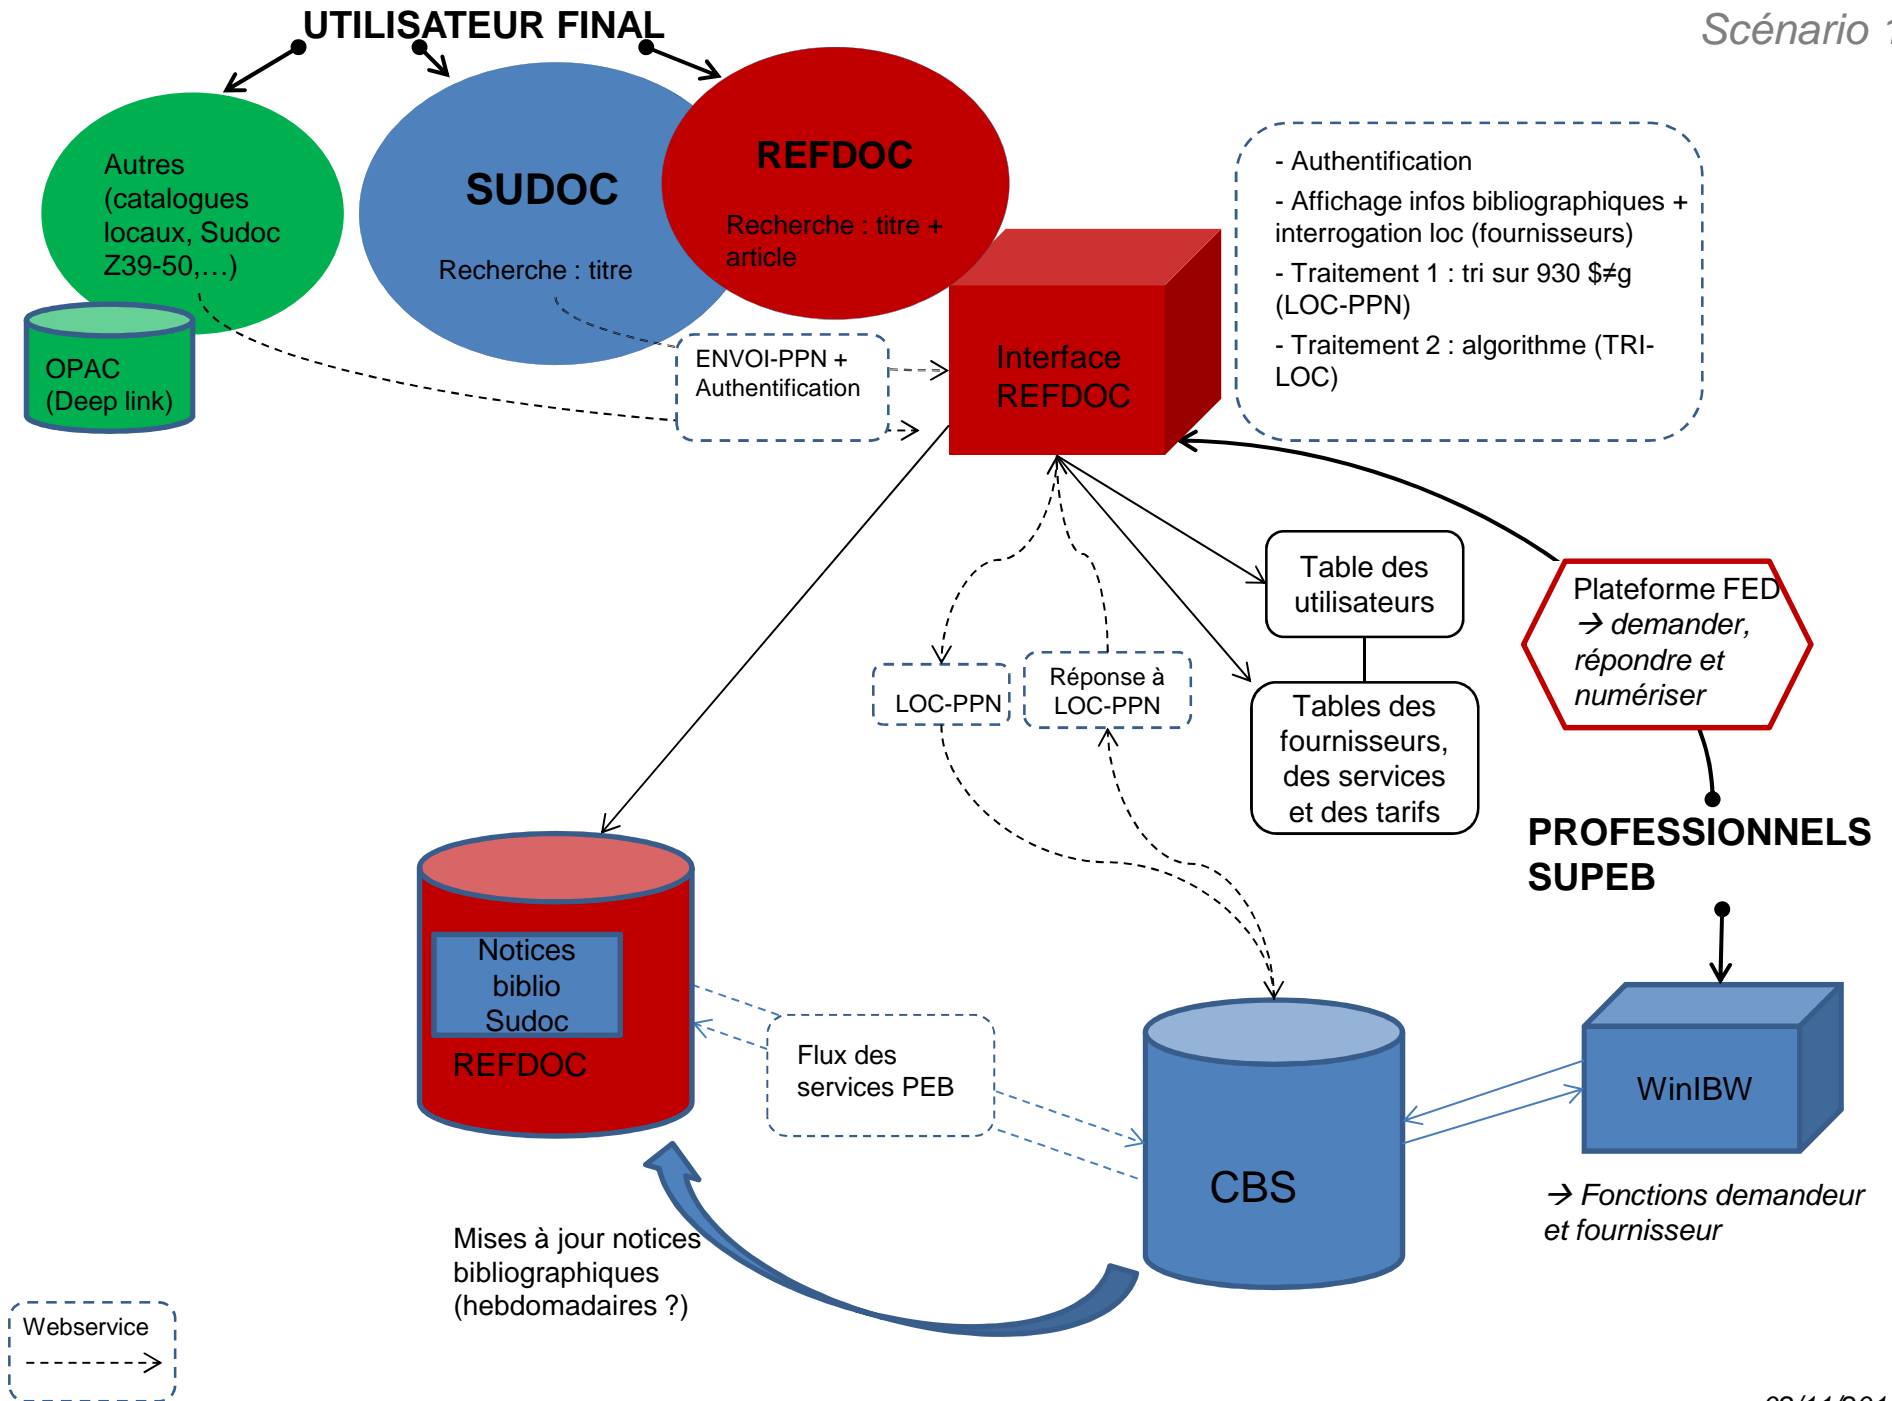 UTILISATEUR FINAL
Scénario 1
Autres
(catalogues
locaux, Sudoc
Z39-50,…)
OPAC
(Deep link)
SUDOC
Recherche : titre
REFDOC
Recherche : titre +
article
ENVOI-PPN +
Authentification
Interface
REFDOC
- Authentification
- Affichage infos bibliographiques +
interrogation loc (fournisseurs)
- Traitement 1 : tri sur 930 $≠g
(LOC-PPN)
- Traitement 2 : algorithme (TRI-
LOC)
Table des
utilisateurs
Tables des
fournisseurs,
des services
et des tarifs
Plateforme FED
→ demander,
répondre et
numériser
LOC-PPN
Réponse à
LOC-PPN
PROFESSIONNELS
SUPEB
Notices
biblio
Sudoc
REFDOC
Flux des
services PEB
CBS
WinIBW
→ Fonctions demandeur
et fournisseur
Mises à jour notices
bibliographiques
(hebdomadaires ?)
Webservice